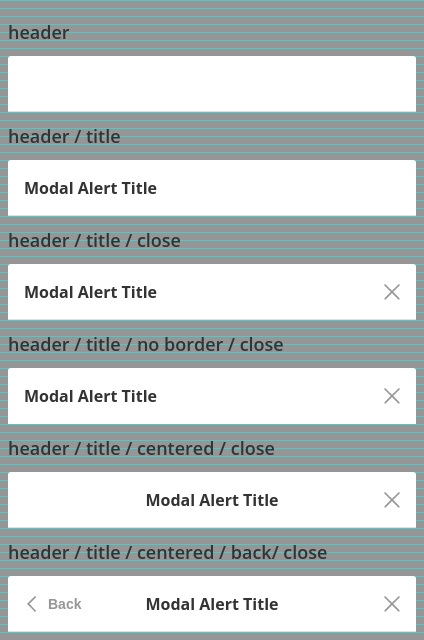 header
header / title
Modal Alert Title
header / title / close
Modal Alert Title
header / title / no border / close
Modal Alert Title
header / title / centered / close
Modal Alert Title
header / title / centered / back/ close
Back Modal Alert Title